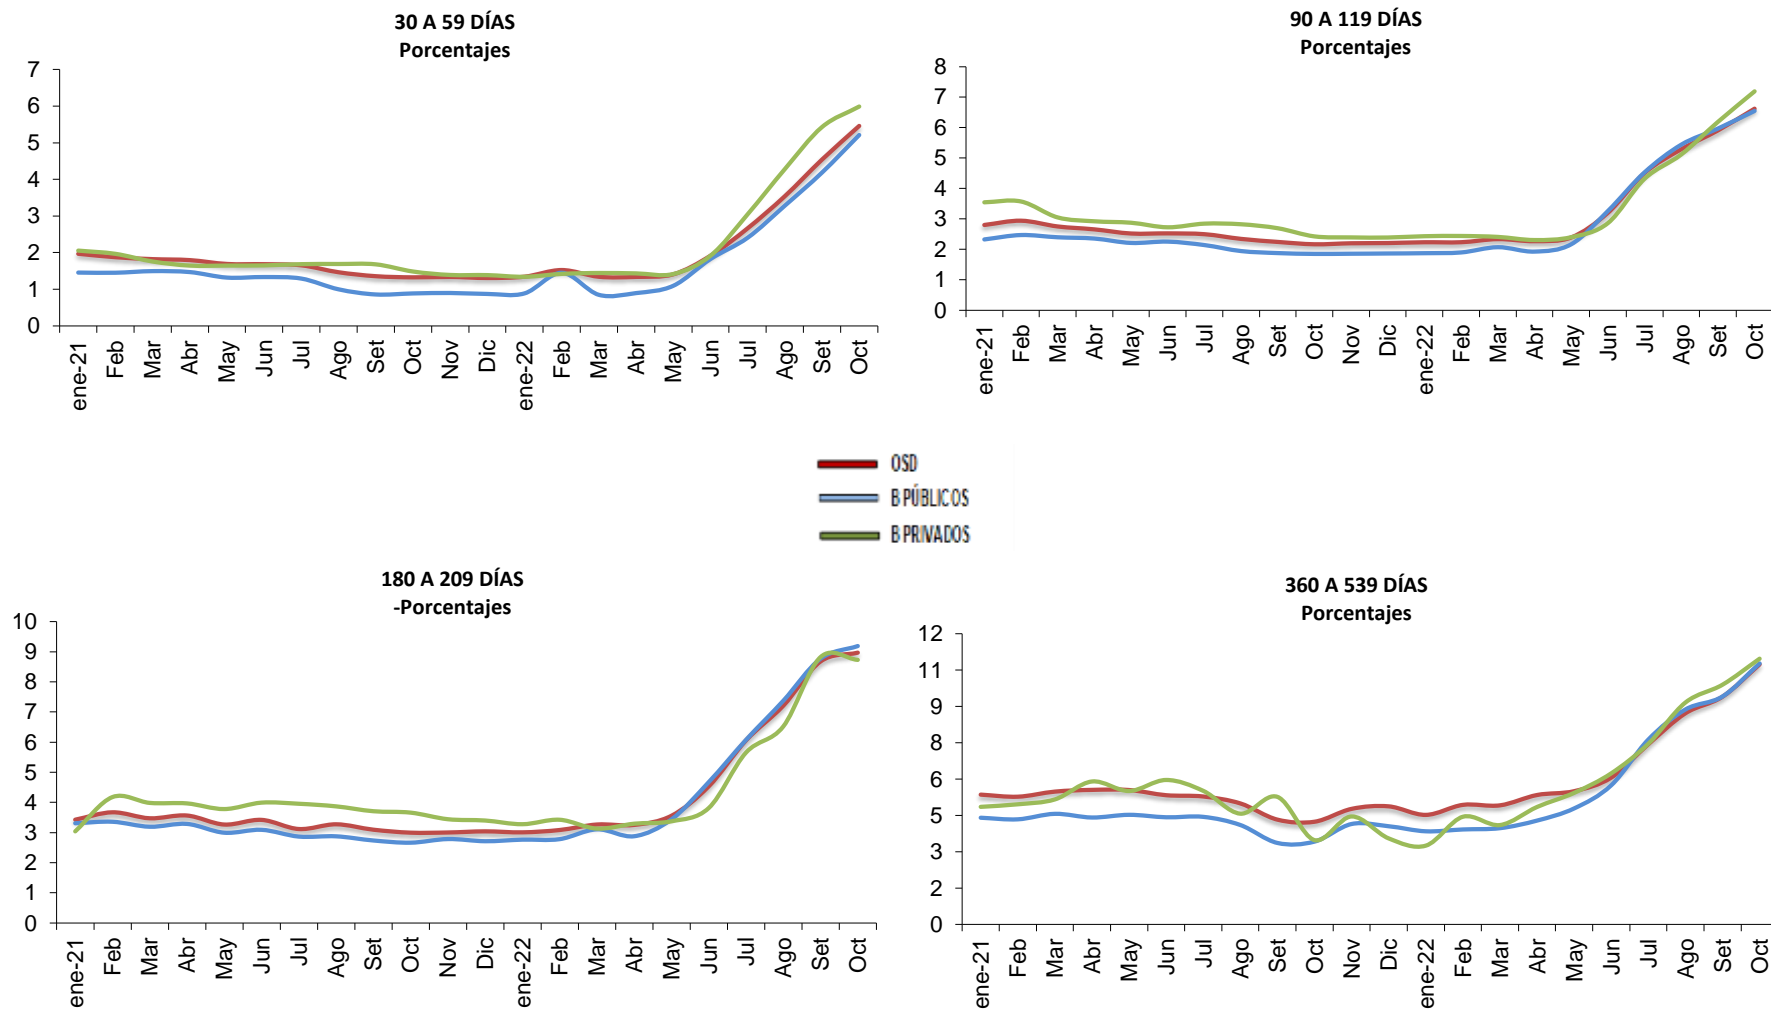 30 A 59 DÍAS
Porcentajes
7
6
5
4
3
2
1
0
ene-21
Feb
Mar
Abr
May
Jun
Jul
Ago
Set
Oct
Nov
Dic
ene-22
Feb
Mar
Abr
May
Jun
Jul
Ago
Set
Oct
90 A 119 DÍAS
Porcentajes
8
7
6
5
4
3
2
1
0
ene-21
Feb
Mar
Abr
May
Jun
Jul
Ago
Set
Oct
Nov
Dic
ene-22
Feb
Mar
Abr
May
Jun
Jul
Ago
Set
Oct
OSD
B PÚBLICOS
B PRIVADOS
180 A 209 DÍAS
-Porcentajes
10
9
8
7
6
5
4
3
2
1
0
ene-21
Feb
Mar
Abr
May
Jun
Jul
Ago
Set
Oct
Nov
Dic
ene-22
Feb
Mar
Abr
May
Jun
Jul
Ago
Set
Oct
360 A 539 DÍAS
Porcentajes
12
11
9
8
6
5
3
2
0
ene-21
Feb
Mar
Abr
May
Jun
Jul
Ago
Set
Oct
Nov
Dic
ene-22
Feb
Mar
Abr
May
Jun
Jul
Ago
Set
Oct